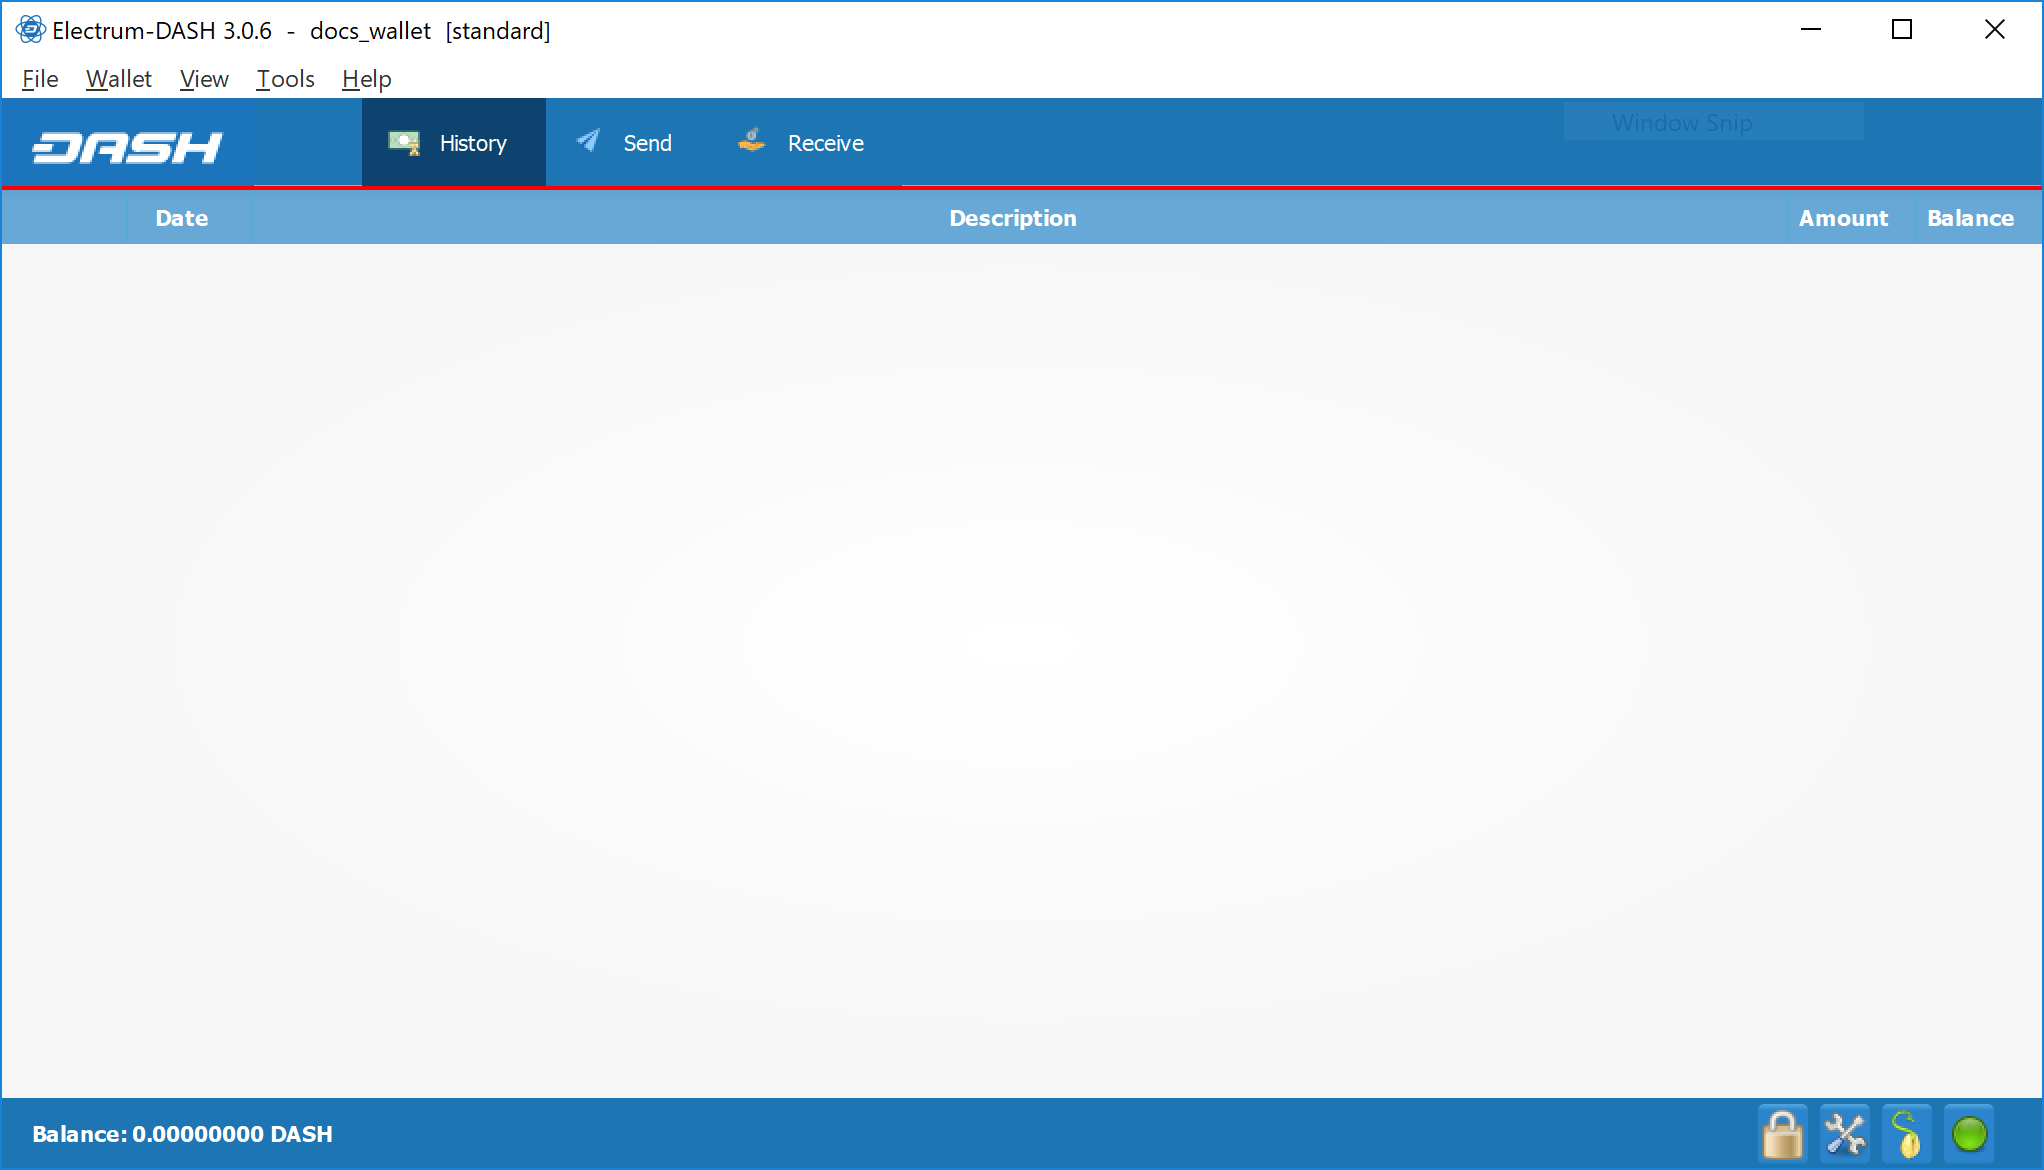 Electrum-DASH 3.0.6 - docs_wallet [standard]
File Wallet View Tools Help
DASH History Send Receive Window Snip
Date Description Amount Balance
Balance: 0.00000000 DASH